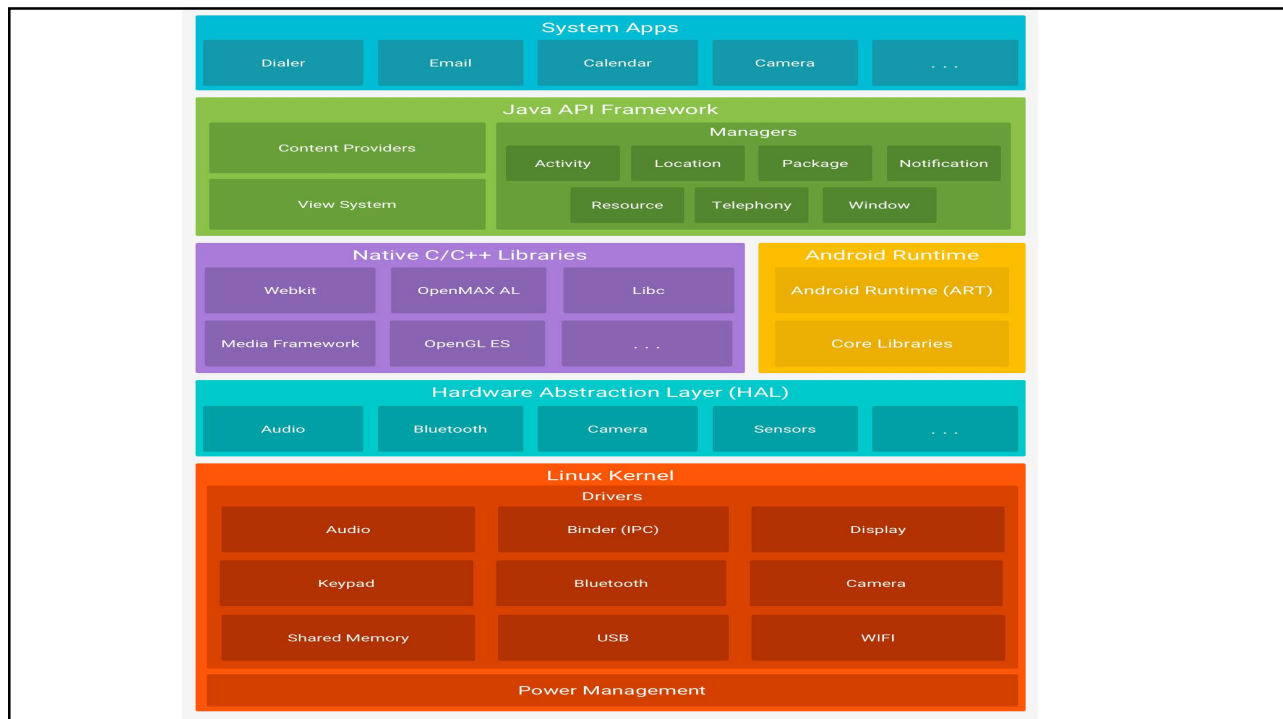 System Apps
Dialer Email Calendar Camera . . .
Java API Framework
Content Providers
View System
Managers
Activity Location Package Notification
Resource Telephony Window
Native C/C++ Libraries
Webkit OpenMAX AL Libc
Media Framework OpenGL ES . . .
Android Runtime
Android Runtime (ART)
Core Libraries
Hardware Abstraction Layer (HAL)
Audio Bluetooth Camera Sensors . . .
Linux Kernel
Drivers
Audio Binder (IPC) Display
Keypad Bluetooth Camera
Shared Memory USB WIFI
Power Management